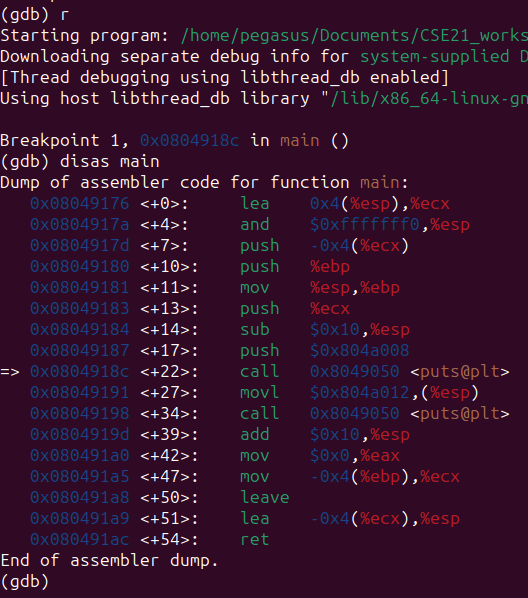 (gdb) r
Starting program: /home/pegasus/Documents/CSE21_works
Downloading separate debug info for system-supplied D
[Thread debugging using libthread_db enabled]
Using host libthread_db library "/lib/x86_64-linux-gn
Breakpoint 1, 0x0804918c in main ()
(gdb) disas main
Dump of assembler code for function main:
   0x08049176 <+0>:     lea    0x4(%esp),%ecx
   0x0804917a <+4>:     and    $0xfffffff0,%esp
   0x0804917d <+7>:     push   -0x4(%ecx)
   0x08049180 <+10>:    push   %ebp
   0x08049181 <+11>:    mov    %esp,%ebp
   0x08049183 <+13>:    push   %ecx
   0x08049184 <+14>:    sub    $0x10,%esp
   0x08049187 <+17>:    push   $0x804a008
=> 0x0804918c <+22>:    call   0x8049050 <puts@plt>
   0x08049191 <+27>:    movl   $0x804a012,(%esp)
   0x08049198 <+34>:    call   0x8049050 <puts@plt>
   0x0804919d <+39>:    add    $0x10,%esp
   0x080491a0 <+42>:    mov    $0x0,%eax
   0x080491a5 <+47>:    mov    -0x4(%ebp),%ecx
   0x080491a8 <+50>:    leave
   0x080491a9 <+51>:    lea    -0x4(%ecx),%esp
   0x080491ac <+54>:    ret
End of assembler dump.
(gdb)